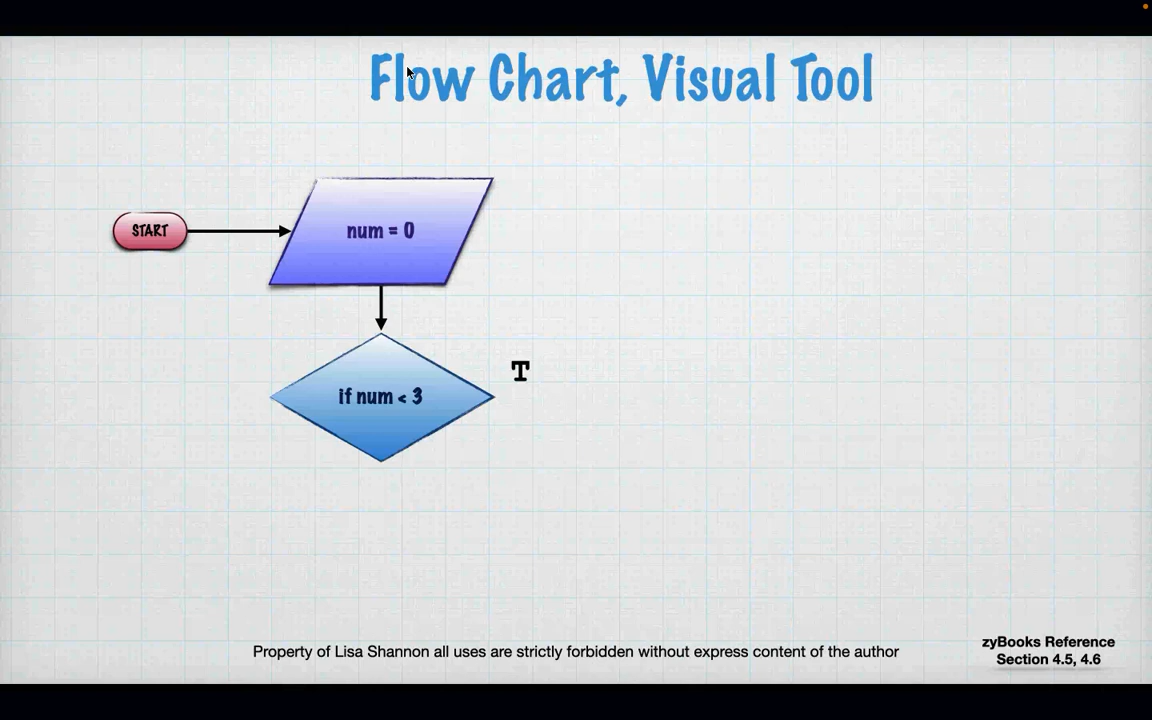 Flow Chart, Visual Tool
START
num = 0
if num < 3
T
Property of Lisa Shannon all uses are strictly forbidden without express content of the author
zyBooks Reference
Section 4.5, 4.6